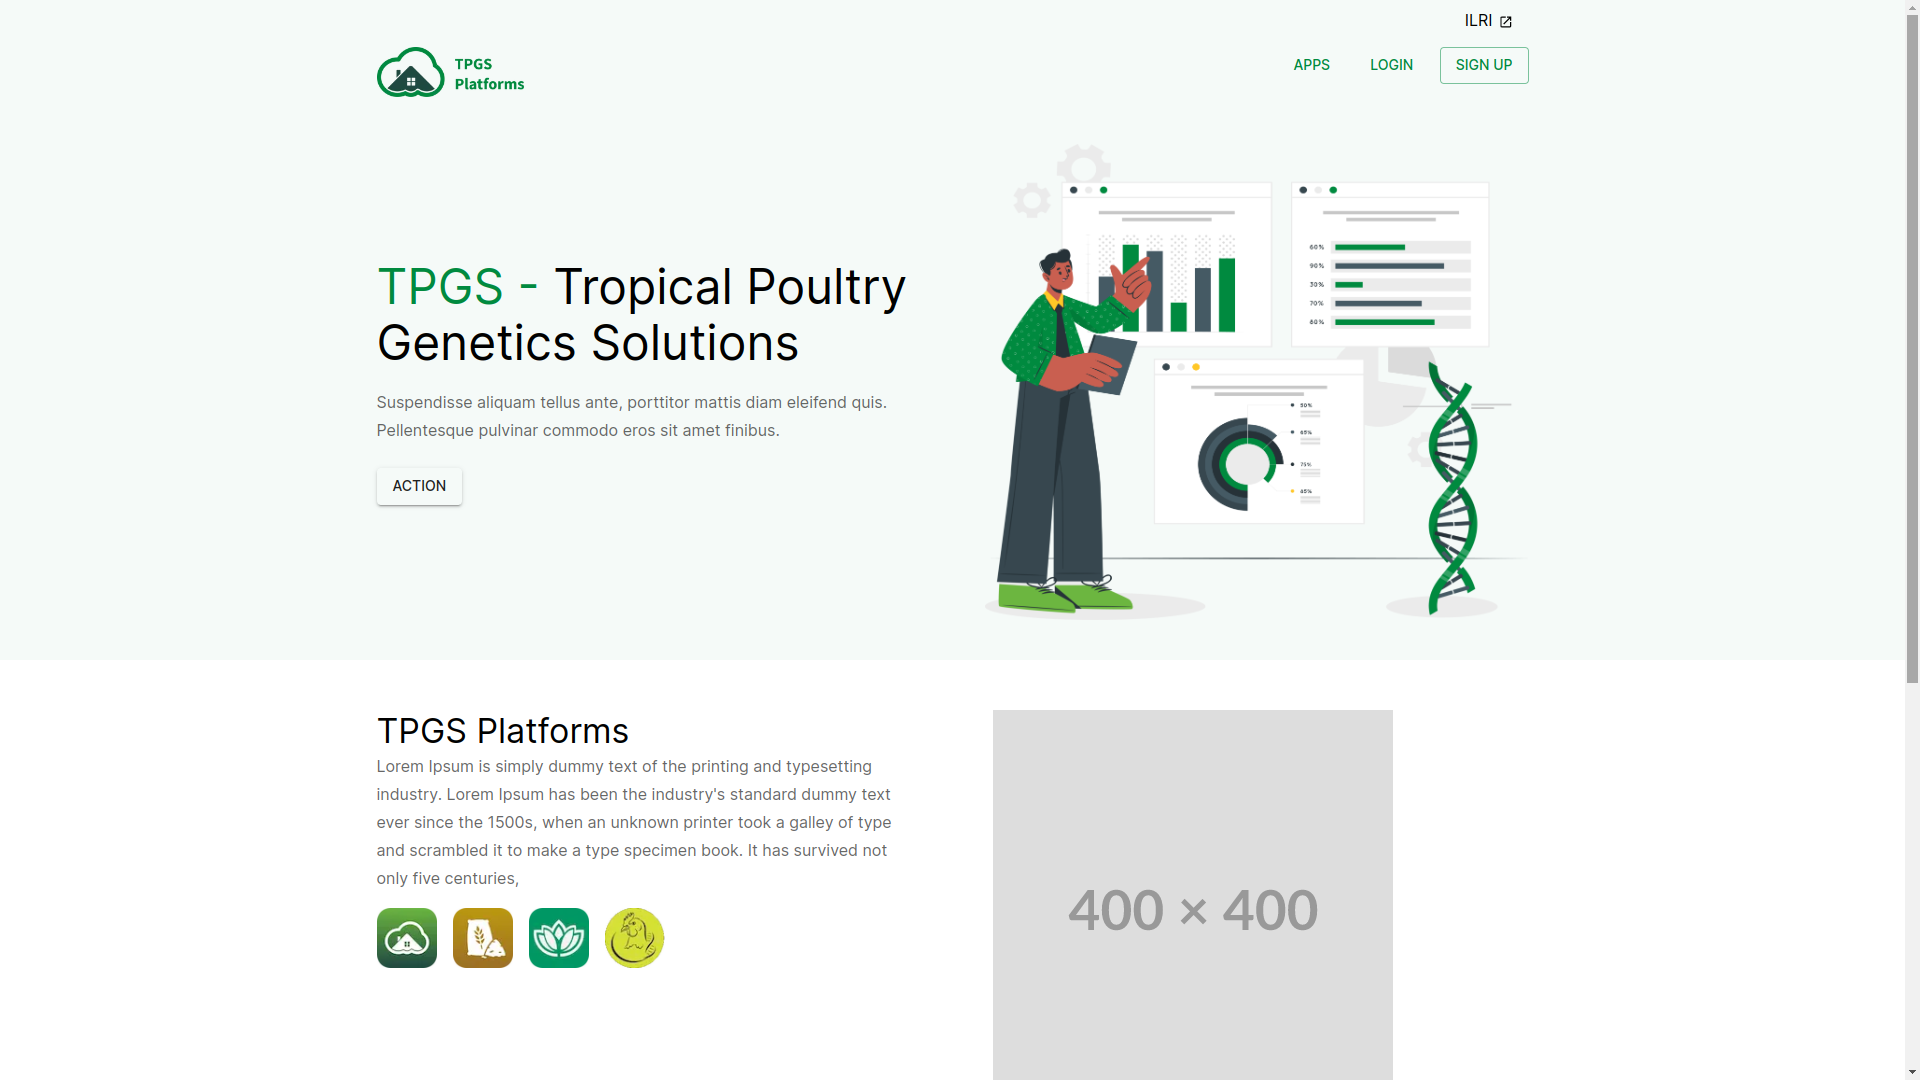 ILRI
TPGS
Platforms
APPS
LOGIN
SIGN UP
TPGS - Tropical Poultry
Genetics Solutions
Suspendisse aliquam tellus ante, porttitor mattis diam eleifend quis.
Pellentesque pulvinar commodo eros sit amet finibus.
ACTION
60%
90%
30%
70%
80%
50%
65%
75%
45%
TPGS Platforms
Lorem Ipsum is simply dummy text of the printing and typesetting
industry. Lorem Ipsum has been the industry's standard dummy text
ever since the 1500s, when an unknown printer took a galley of type
and scrambled it to make a type specimen book. It has survived not
only five centuries,
400 × 400